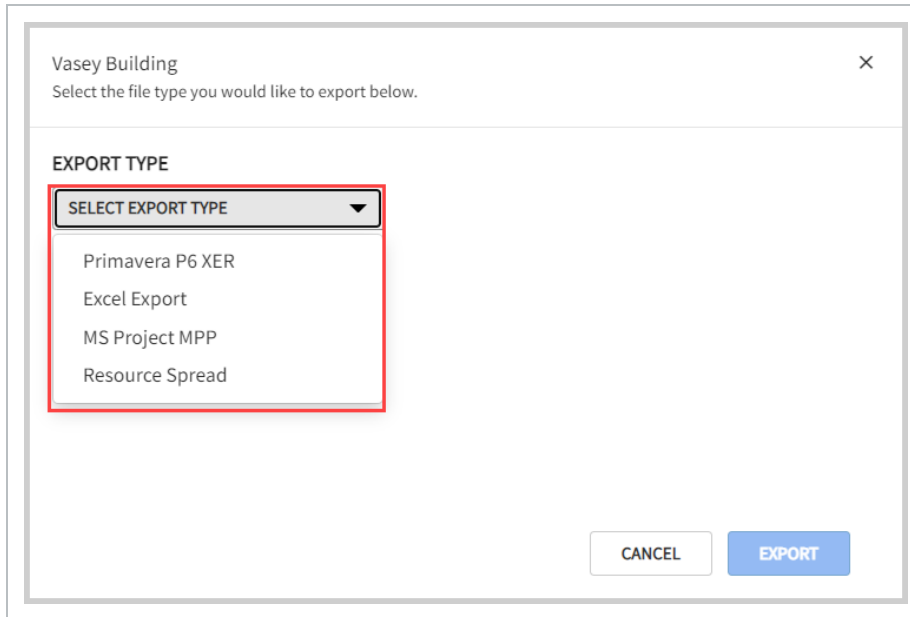 Vasey Building
Select the file type you would like to export below.
EXPORT TYPE
SELECT EXPORT TYPE
Primavera P6 XER
Excel Export
MS Project MPP
Resource Spread
CANCEL EXPORT